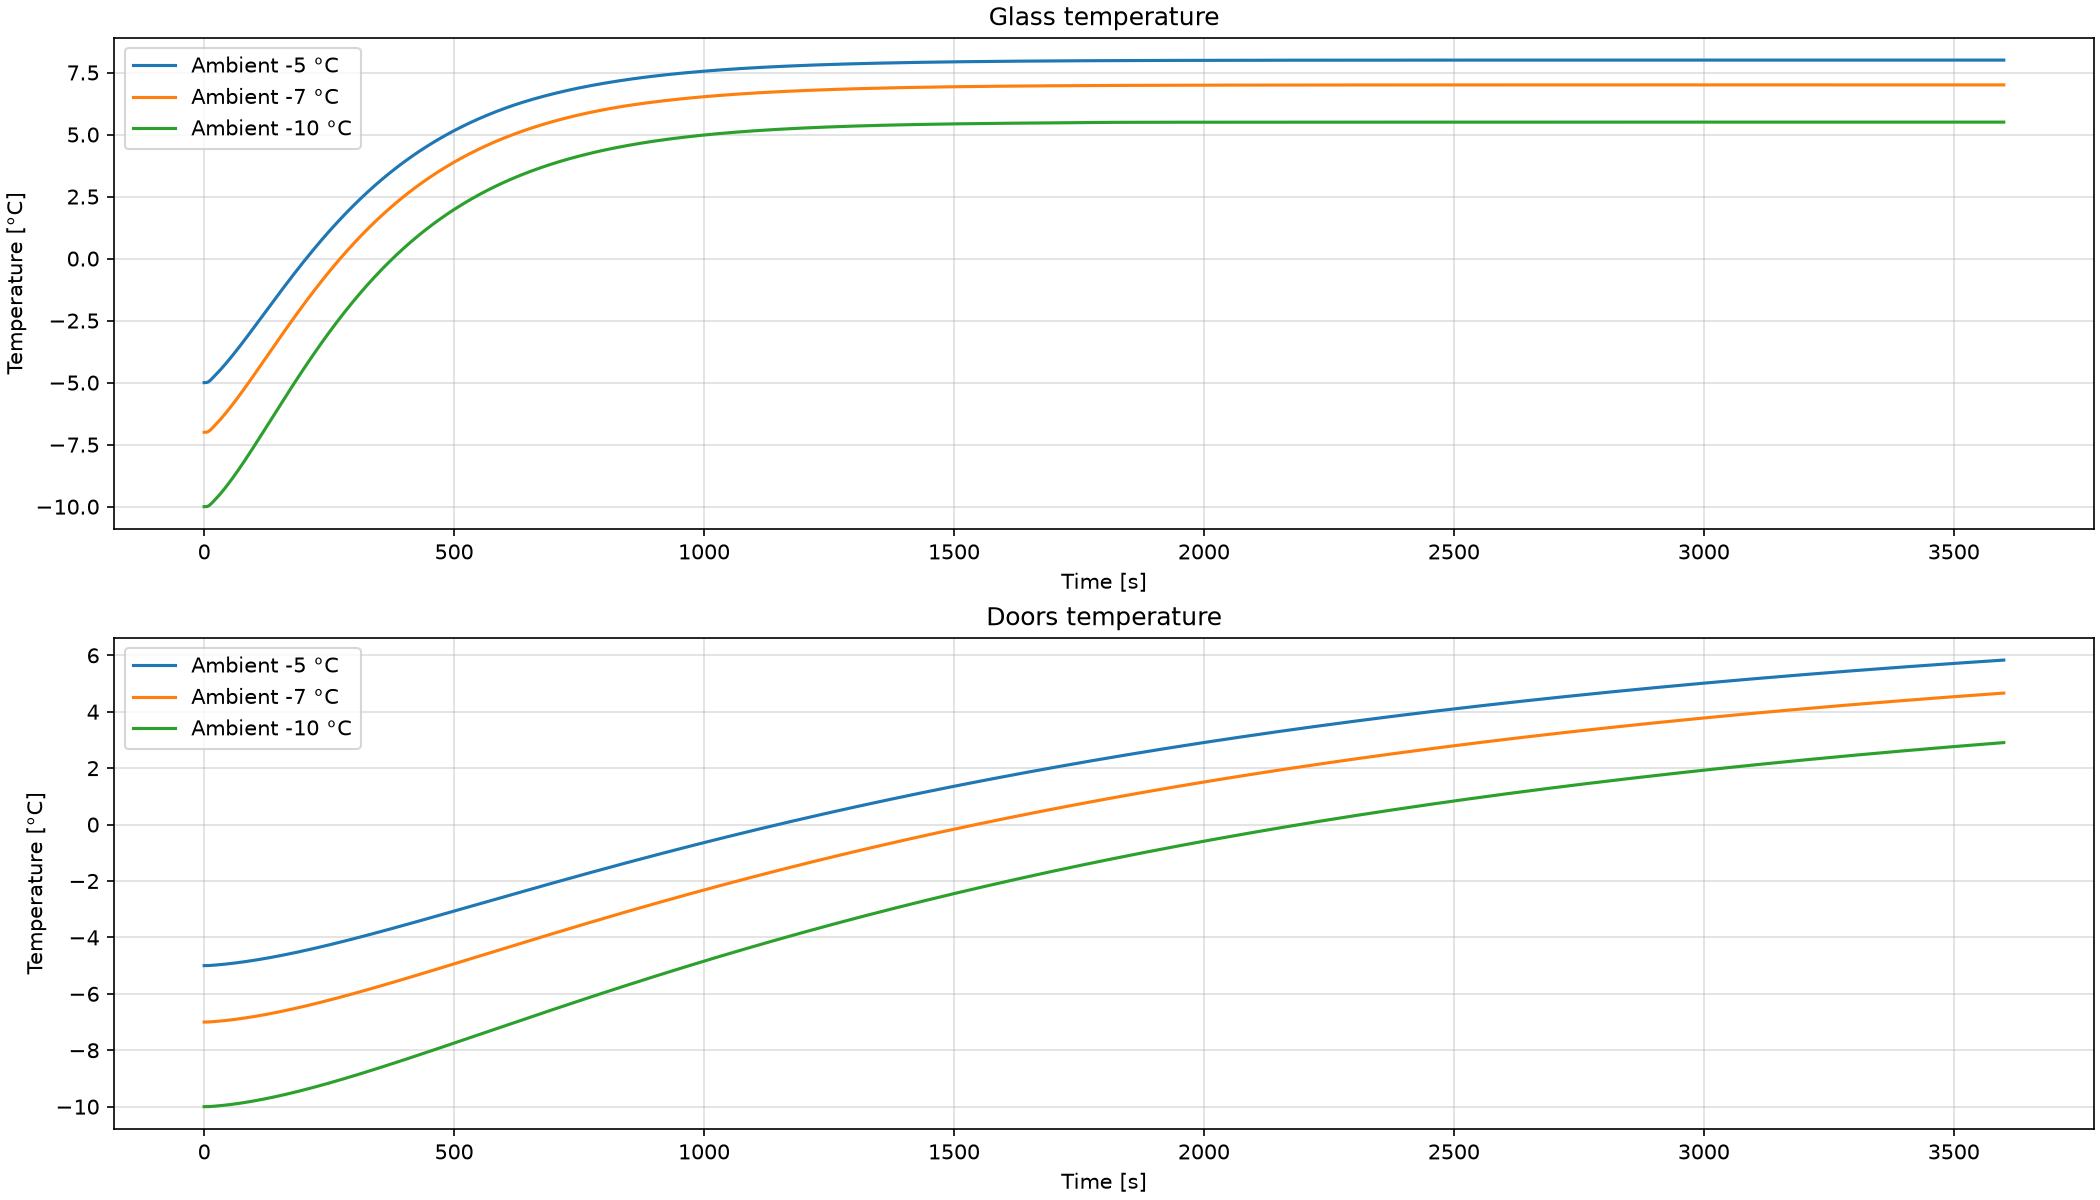 Glass temperature
Ambient -5 °C
Ambient -7 °C
Ambient -10 °C
7.5
5.0
2.5
0.0
−2.5
−5.0
−7.5
−10.0
Temperature [°C]
0 500 1000 1500 2000 2500 3000 3500
Time [s]
Doors temperature
Ambient -5 °C
Ambient -7 °C
Ambient -10 °C
6
4
2
0
−2
−4
−6
−8
−10
Temperature [°C]
0 500 1000 1500 2000 2500 3000 3500
Time [s]